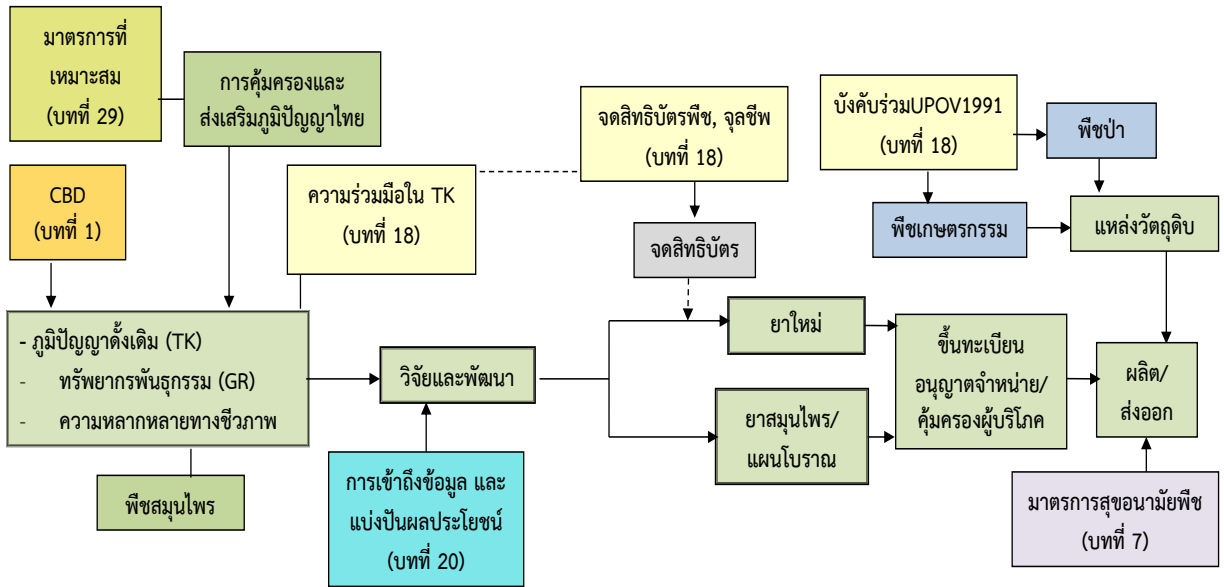 มาตรการที่
เหมาะสม
(บทที่ 29)
การคุ้มครองและ
ส่งเสริมภูมิปัญญาไทย
จดสิทธิบัตรพืช, จุลชีพ
(บทที่ 18)
บังคับร่วมUPOV1991
(บทที่ 18)
พืชป่า
CBD
(บทที่ 1)
ความร่วมมือใน TK
(บทที่ 18)
จดสิทธิบัตร
พืชเกษตรกรรม
แหล่งวัตถุดิบ
- ภูมิปัญญาดั้งเดิม (TK)
- ทรัพยากรพันธุกรรม (GR)
- ความหลากหลายทางชีวภาพ
วิจัยและพัฒนา
ยาใหม่
ยาสมุนไพร/
แผนโบราณ
ขึ้นทะเบียน
อนุญาตจำหน่าย/
คุ้มครองผู้บริโภค
ผลิต/
ส่งออก
พืชสมุนไพร
การเข้าถึงข้อมูล และ
แบ่งปันผลประโยชน์
(บทที่ 20)
มาตรการสุขอนามัยพืช
(บทที่ 7)